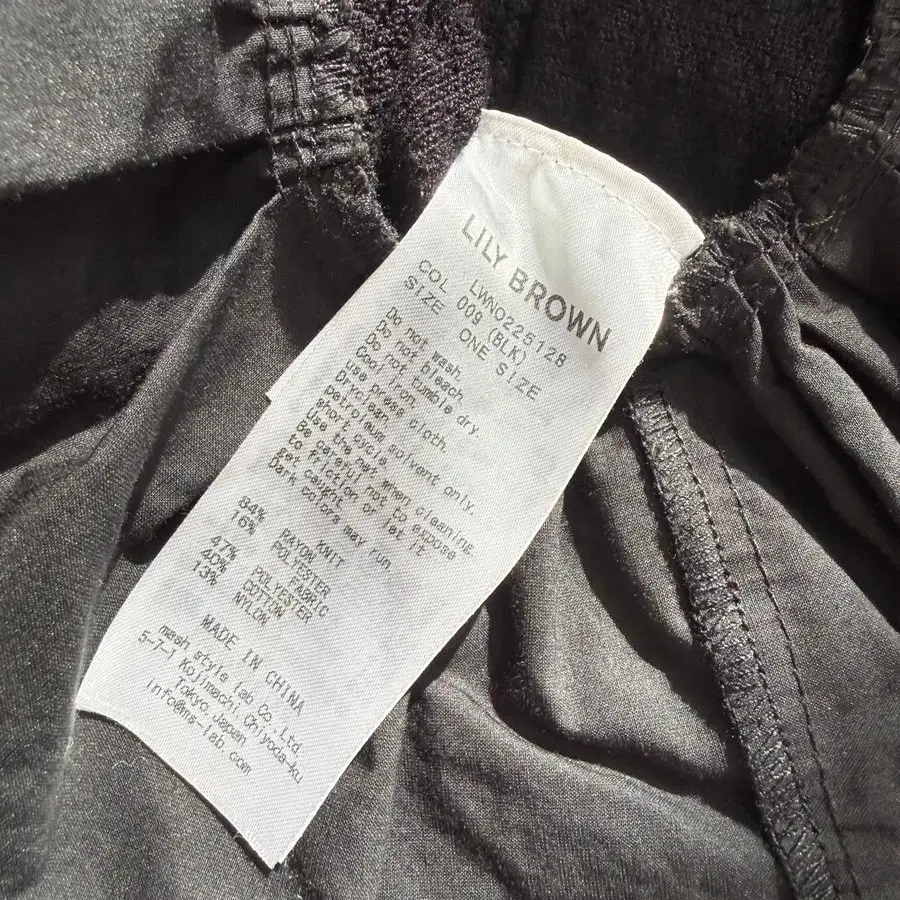 LILY BROWN
LWNO225128
COL 009 (BLK)
SIZE ONE SIZE
Do not wash.
Do not bleach.
Do not tumble dry.
Cool iron.
Use press cloth.
Dryclean
petroleum solvent only.
short cycle.
Use the net when cleaning.
Be careful not to expose
to friction or let it
get caught.
Dark colors may run.
KNIT
84% RAYON
16% POLYESTER
FABRIC
47% POLYESTER
40% COTTON
13% NYLON
MADE IN CHINA
mash style lab Co.,Ltd
5-7-1 Kojimachi Chiyoda-ku
Tokyo Japan
info@ms-lab.com